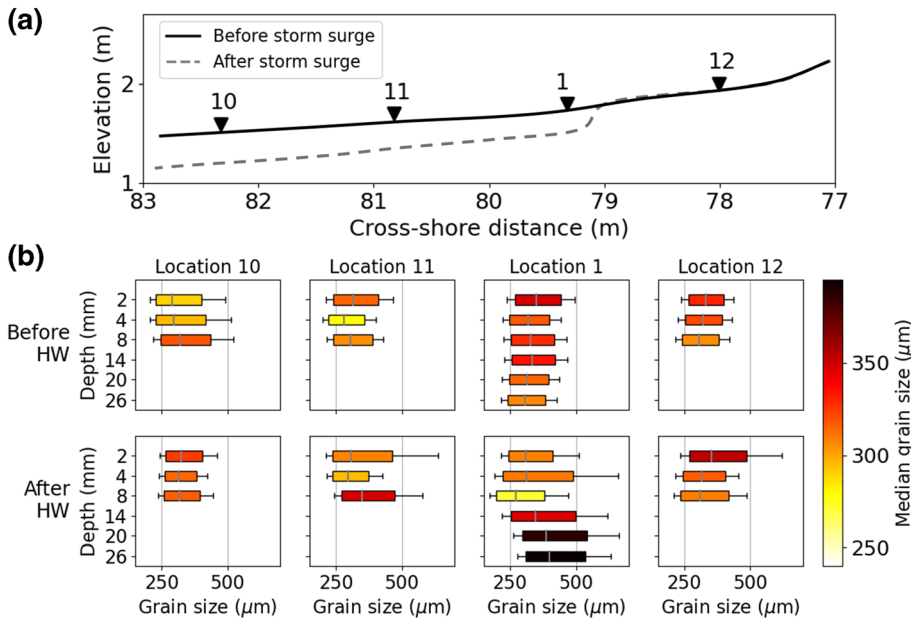 (a)
Before storm surge
After storm surge
Elevation (m)
2
1
10
11
1
12
83 82 81 80 79 78 77
Cross-shore distance (m)
(b)
Location 10 Location 11 Location 1 Location 12
Before
HW
Depth (mm)
2
4
8
14
20
26
After
HW
Depth (mm)
2
4
8
14
20
26
250 500 250 500 250 500 250 500
Grain size (μm) Grain size (μm) Grain size (μm) Grain size (μm)
350
300
250
Median grain size (μm)